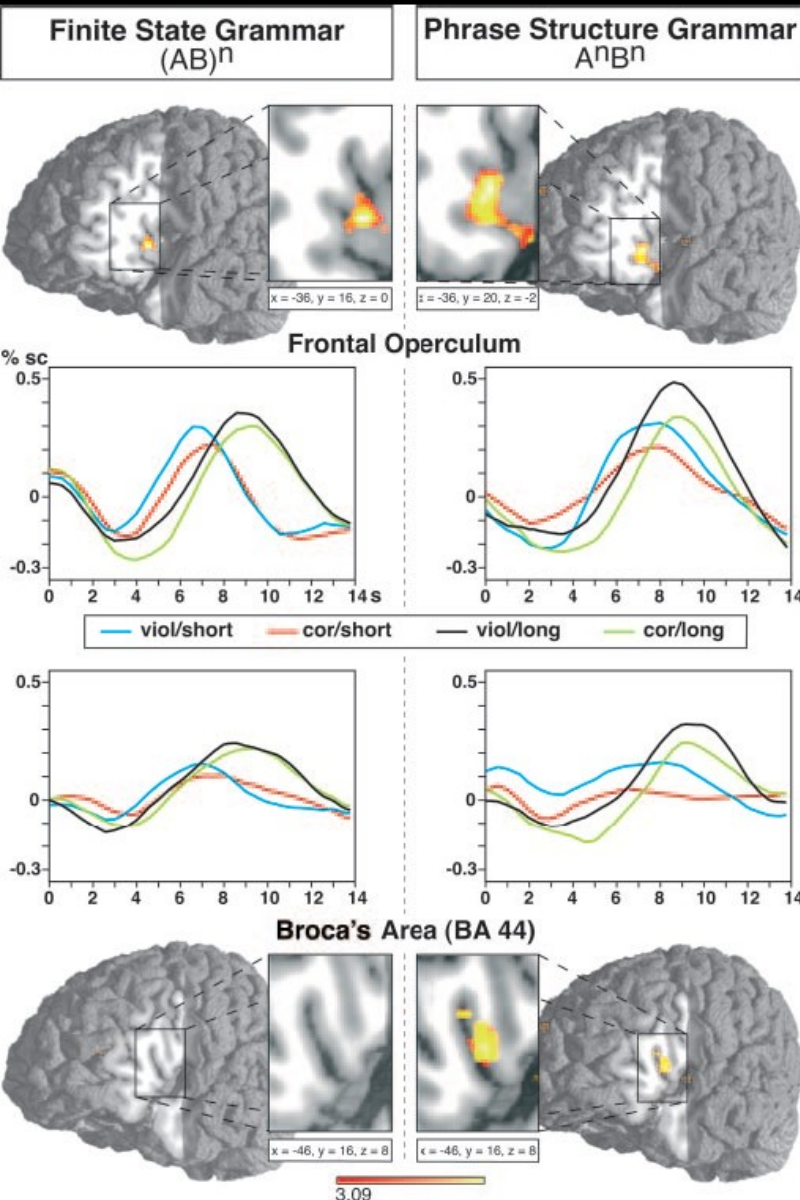 Finite State Grammar
(AB)ⁿ
Phrase Structure Grammar
AⁿBⁿ
x = -36, y = 16, z = 0
: = -36, y = 20, z = -2
Frontal Operculum
% sc
0.5
0
-0.3
0 2 4 6 8 10 12 14 s
0.5
0
-0.3
0 2 4 6 8 10 12 14
viol/short cor/short viol/long cor/long
0.5
0
-0.3
0 2 4 6 8 10 12 14
0.5
0
-0.3
0 2 4 6 8 10 12 14
Broca's Area (BA 44)
x = -46, y = 16, z = 8
x = -46, y = 16, z = 8
3.09